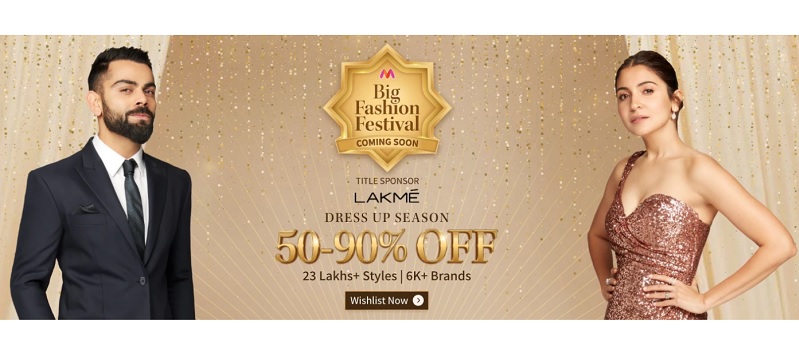 Big
Fashion
Festival
COMING SOON
TITLE SPONSOR
LAKMÉ
DRESS UP SEASON
50-90% OFF
23 Lakhs+ Styles | 6K+ Brands
Wishlist Now